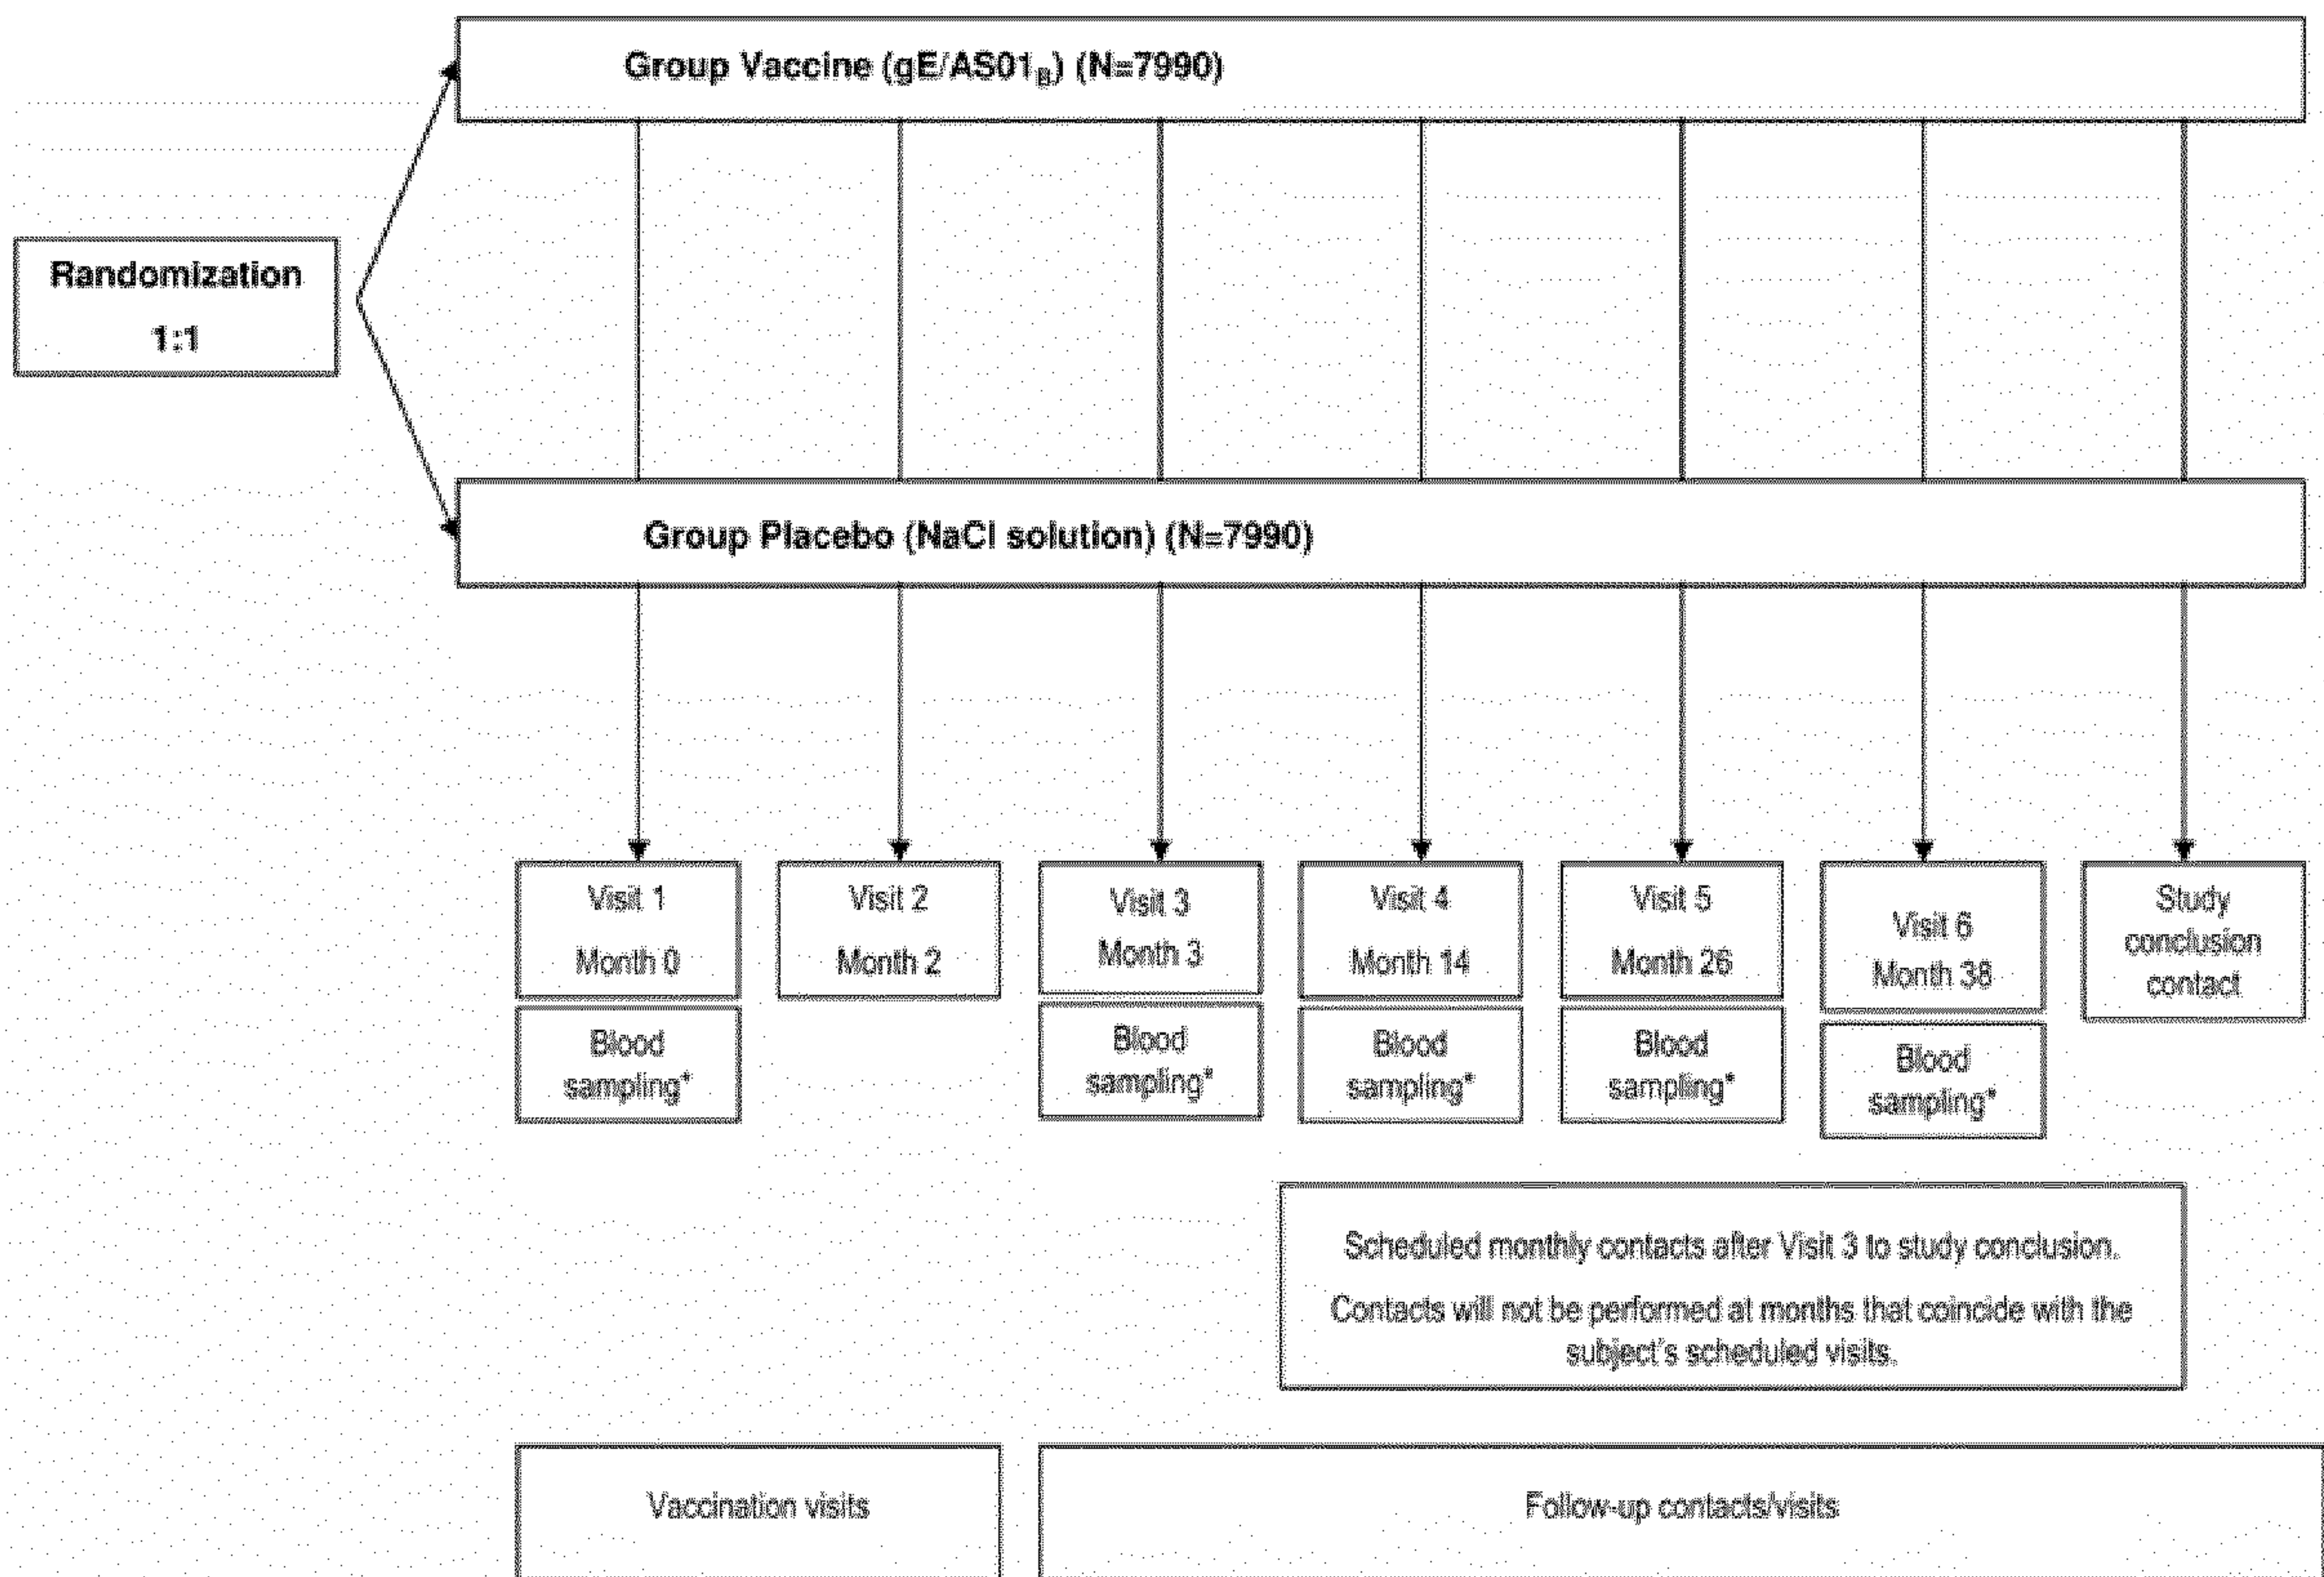 Group Vaccine (gE/AS01B) (N=7990)
Randomization
1:1
Group Placebo (NaCl solution) (N=7990)
Visit 1
Month 0
Blood
sampling*
Visit 2
Month 2
Visit 3
Month 3
Blood
sampling*
Visit 4
Month 14
Blood
sampling*
Visit 5
Month 26
Blood
sampling*
Visit 6
Month 38
Blood
sampling*
Study
conclusion
contact
Scheduled monthly contacts after Visit 3 to study conclusion.
Contacts will not be performed at months that coincide with the
subject's scheduled visits.
Vaccination visits
Follow-up contacts/visits